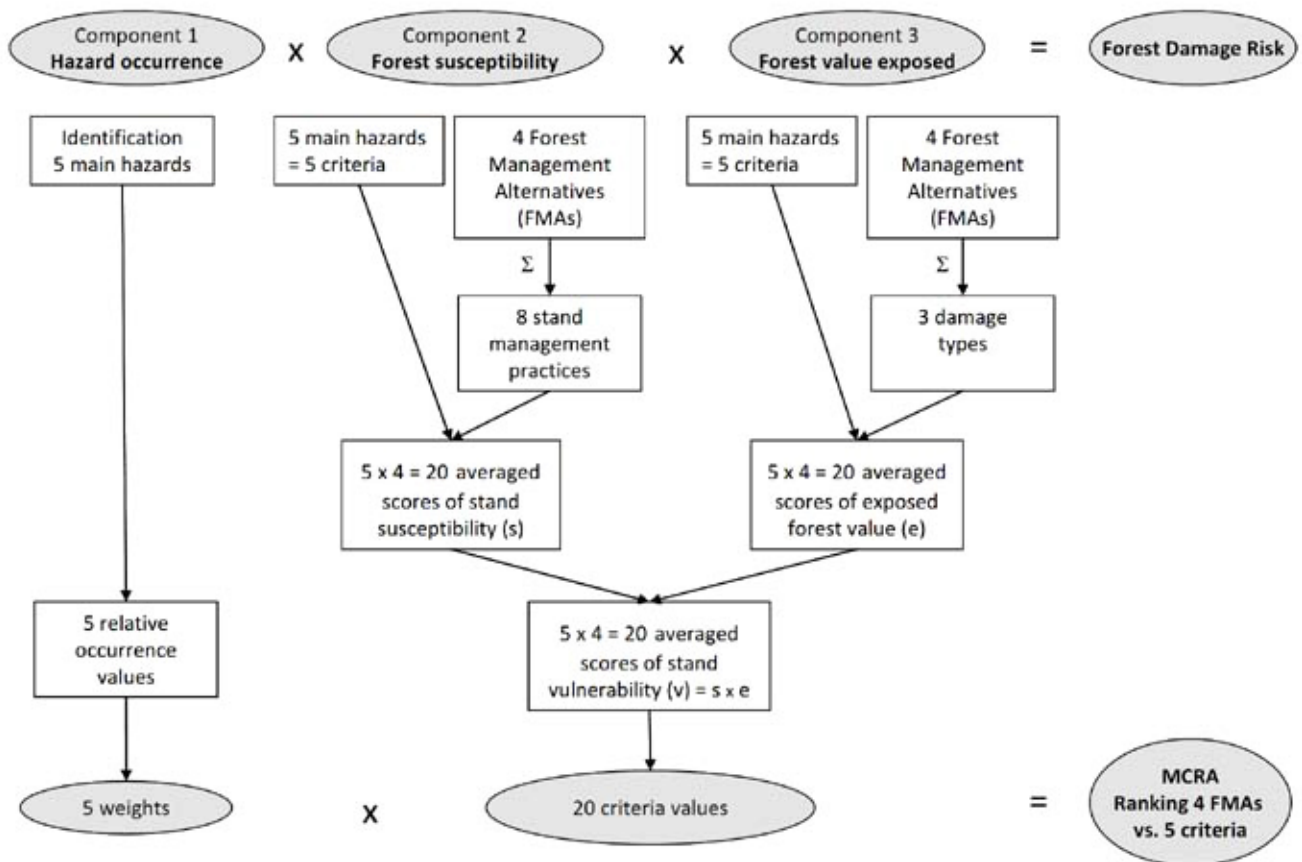 Component 1
Hazard occurrence
x
Component 2
Forest susceptibility
x
Component 3
Forest value exposed
=
Forest Damage Risk
Identification
5 main hazards
5 main hazards
= 5 criteria
4 Forest
Management
Alternatives
(FMAs)
5 main hazards
= 5 criteria
4 Forest
Management
Alternatives
(FMAs)
Σ
Σ
8 stand
management
practices
3 damage
types
5 x 4 = 20 averaged
scores of stand
susceptibility (s)
5 x 4 = 20 averaged
scores of exposed
forest value (e)
5 relative
occurrence
values
5 x 4 = 20 averaged
scores of stand
vulnerability (v) = s x e
5 weights
x
20 criteria values
=
MCRA
Ranking 4 FMAs
vs. 5 criteria